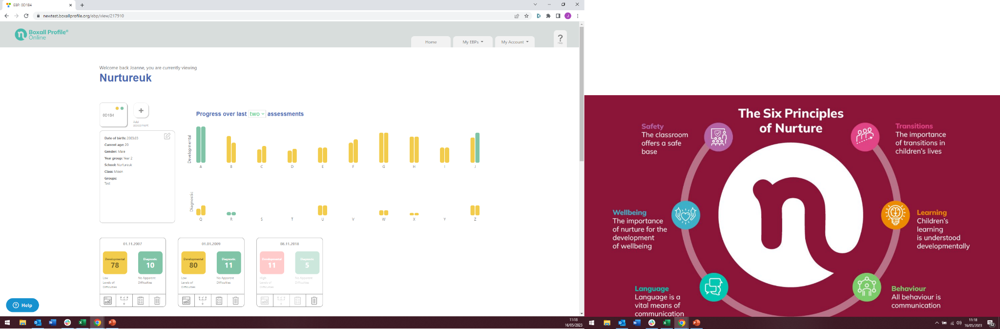 EBP: 0D1B4
newtest.boxallprofile.org/ebp/view/217910
J
n Boxall Profile®
Online
Home
My EBPs
My Account
?
Help
Welcome back Joanne, you are currently viewing
Nurtureuk
0D1B4
+
Add
assessment
Progress over last two assessments
Date of birth: 2003.03
Current age: 20
Gender: Male
Year group: Year 2
School: Nurtureuk
Class: Moon
Groups:
Test
Developmental
A B C D E F G H I J
Diagnostic
Q R S T U V W X Y Z
01.11.2007
Developmental
78
Diagnostic
10
Low
Levels of
Difficulties
No Apparent
Difficulties
01.01.2009
Developmental
80
Diagnostic
11
Low
Levels of
Difficulties
No Apparent
Difficulties
08.11.2018
Developmental
11
Diagnostic
5
High
Levels of
Difficulties
No Apparent
Difficulties
? Help
11:18
16/05/2023
The Six Principles
of Nurture
Safety
The classroom
offers a safe
base
Transitions
The importance
of transitions in
children's lives
Wellbeing
The importance
of nurture for the
development
of wellbeing
Learning
Children's
learning
is understood
developmentally
Language
Language is a
vital means of
communication
Behaviour
All behaviour is
communication
n
11:18
16/05/2023
32